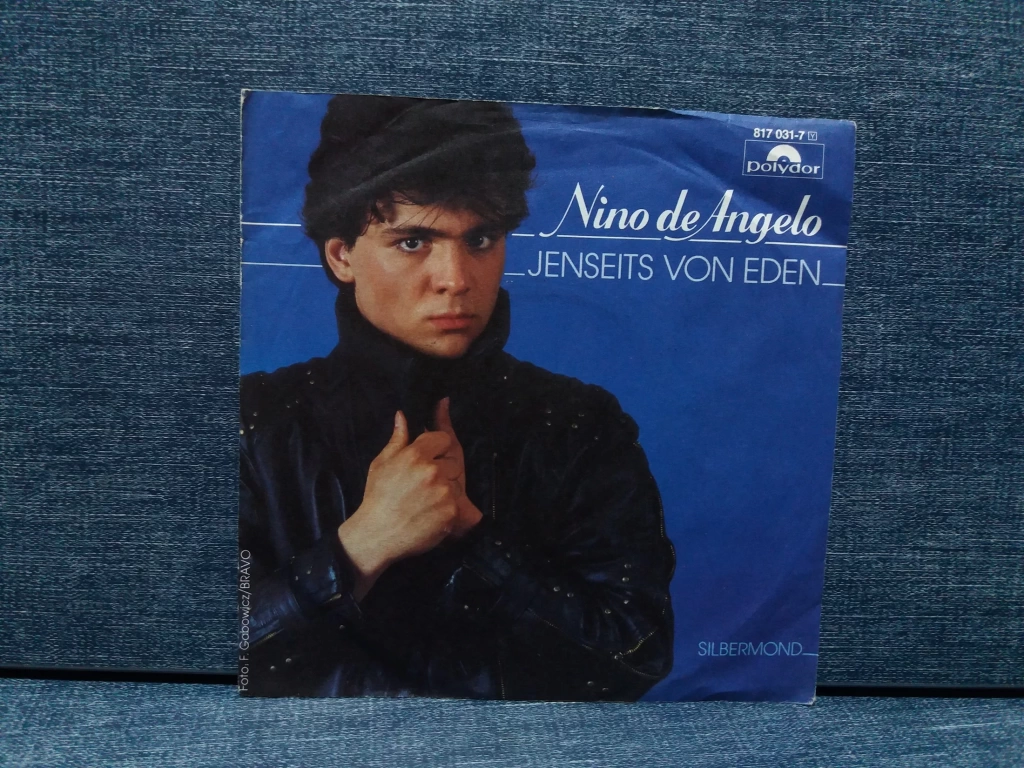 817 031-7 Y
polydor
Nino de Angelo
JENSEITS VON EDEN
SILBERMOND
Foto: F. Gabowicz/BRAVO